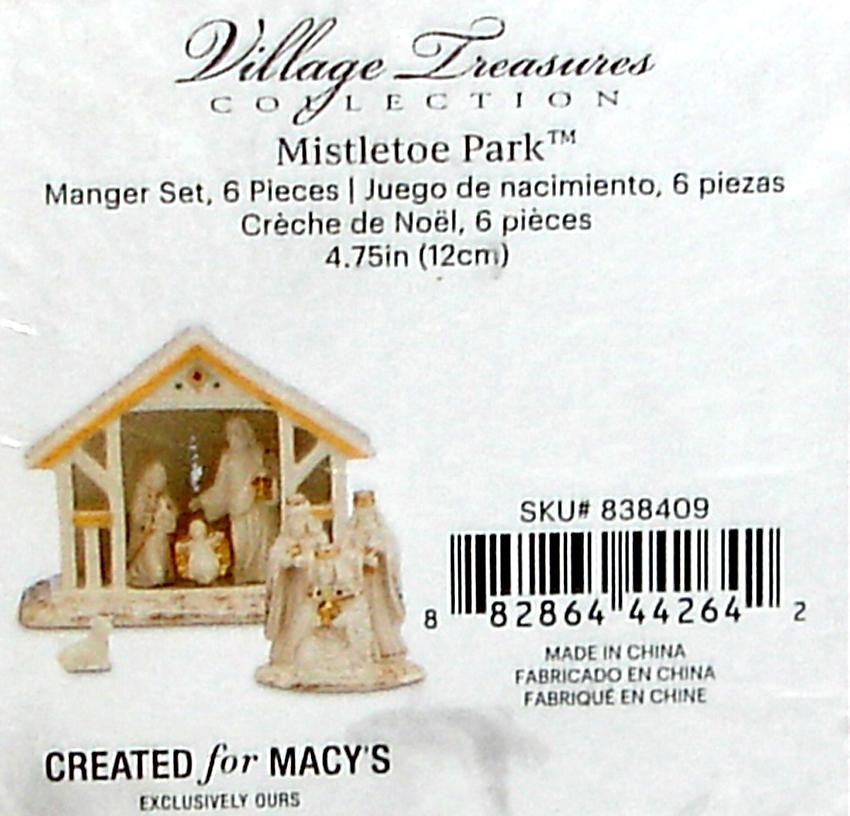 Village Treasures
COLLECTION
Mistletoe Park™
Manger Set, 6 Pieces | Juego de nacimiento, 6 piezas
Crèche de Noël, 6 pièces
4.75in (12cm)
SKU# 838409
8 82864 44264 2
MADE IN CHINA
FABRICADO EN CHINA
FABRIQUÉ EN CHINE
CREATED for MACY'S
EXCLUSIVELY OURS